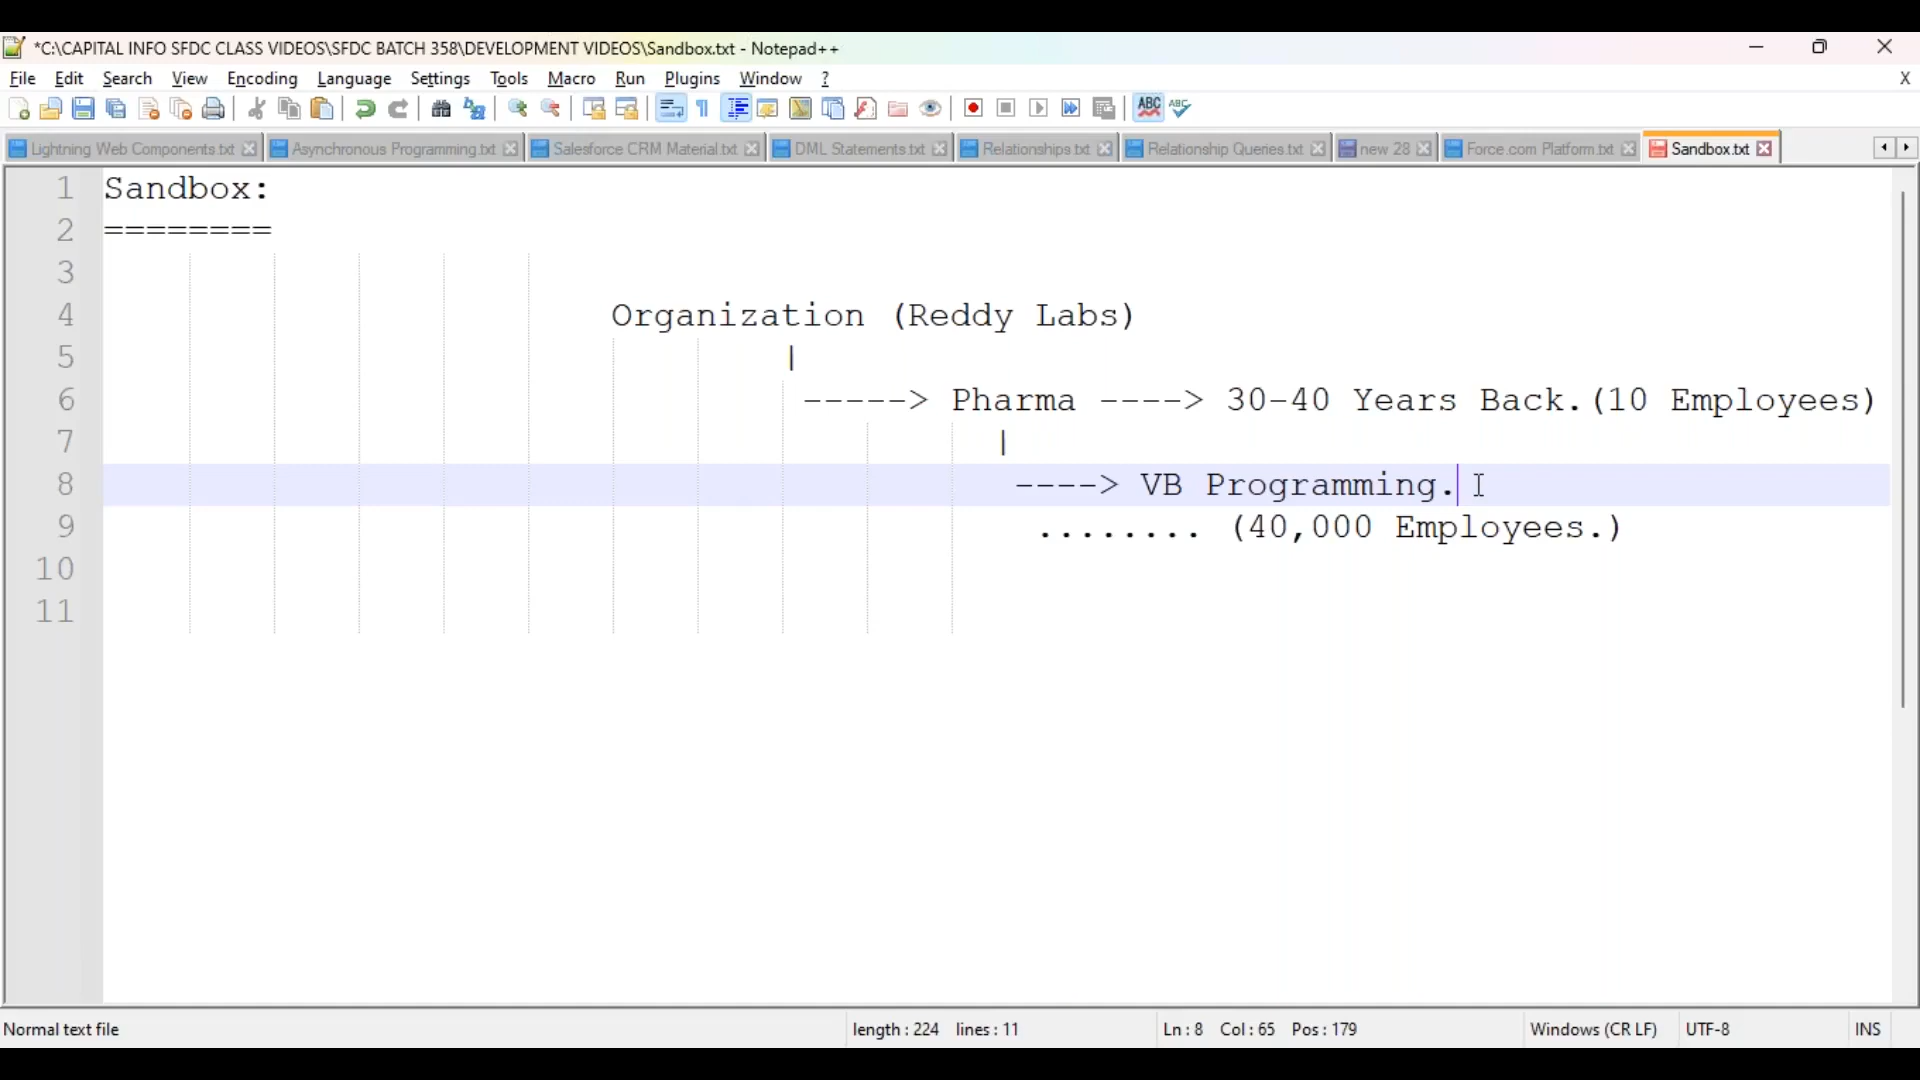 *C:\CAPITAL INFO SFDC CLASS VIDEOS\SFDC BATCH 358\DEVELOPMENT VIDEOS\Sandbox.txt - Notepad++
File Edit Search View Encoding Language Settings Tools Macro Run Plugins Window ? X
Lightning Web Components.txt Asynchronous Programming.txt Salesforce CRM Material.txt DML Statements.txt Relationships.txt Relationship Queries.txt new 28 Force.com Platform.txt Sandbox.txt
1 Sandbox:
2 ========
3
4 Organization (Reddy Labs)
5 |
6 -----> Pharma ----> 30-40 Years Back.(10 Employees)
7 |
8 ----> VB Programming.
9 ........ (40,000 Employees.)
10
11
Normal text file length : 224 lines : 11 Ln : 8 Col : 65 Pos : 179 Windows (CR LF) UTF-8 INS